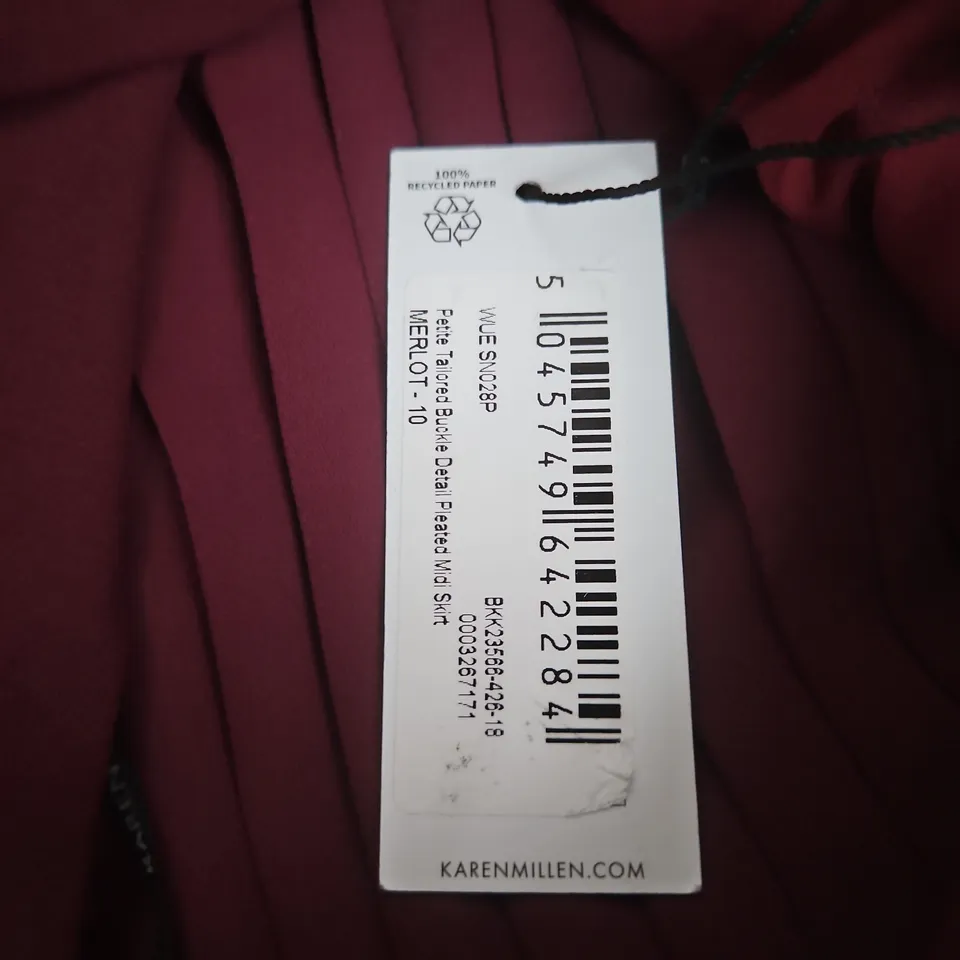 100%
RECYCLED PAPER
5 045749 642284
WUE SN028P
BKK23566-426-18
0003267171
Petite Tailored Buckle Detail Pleated Midi Skirt
MERLOT - 10
KARENMILLEN.COM
KAREN